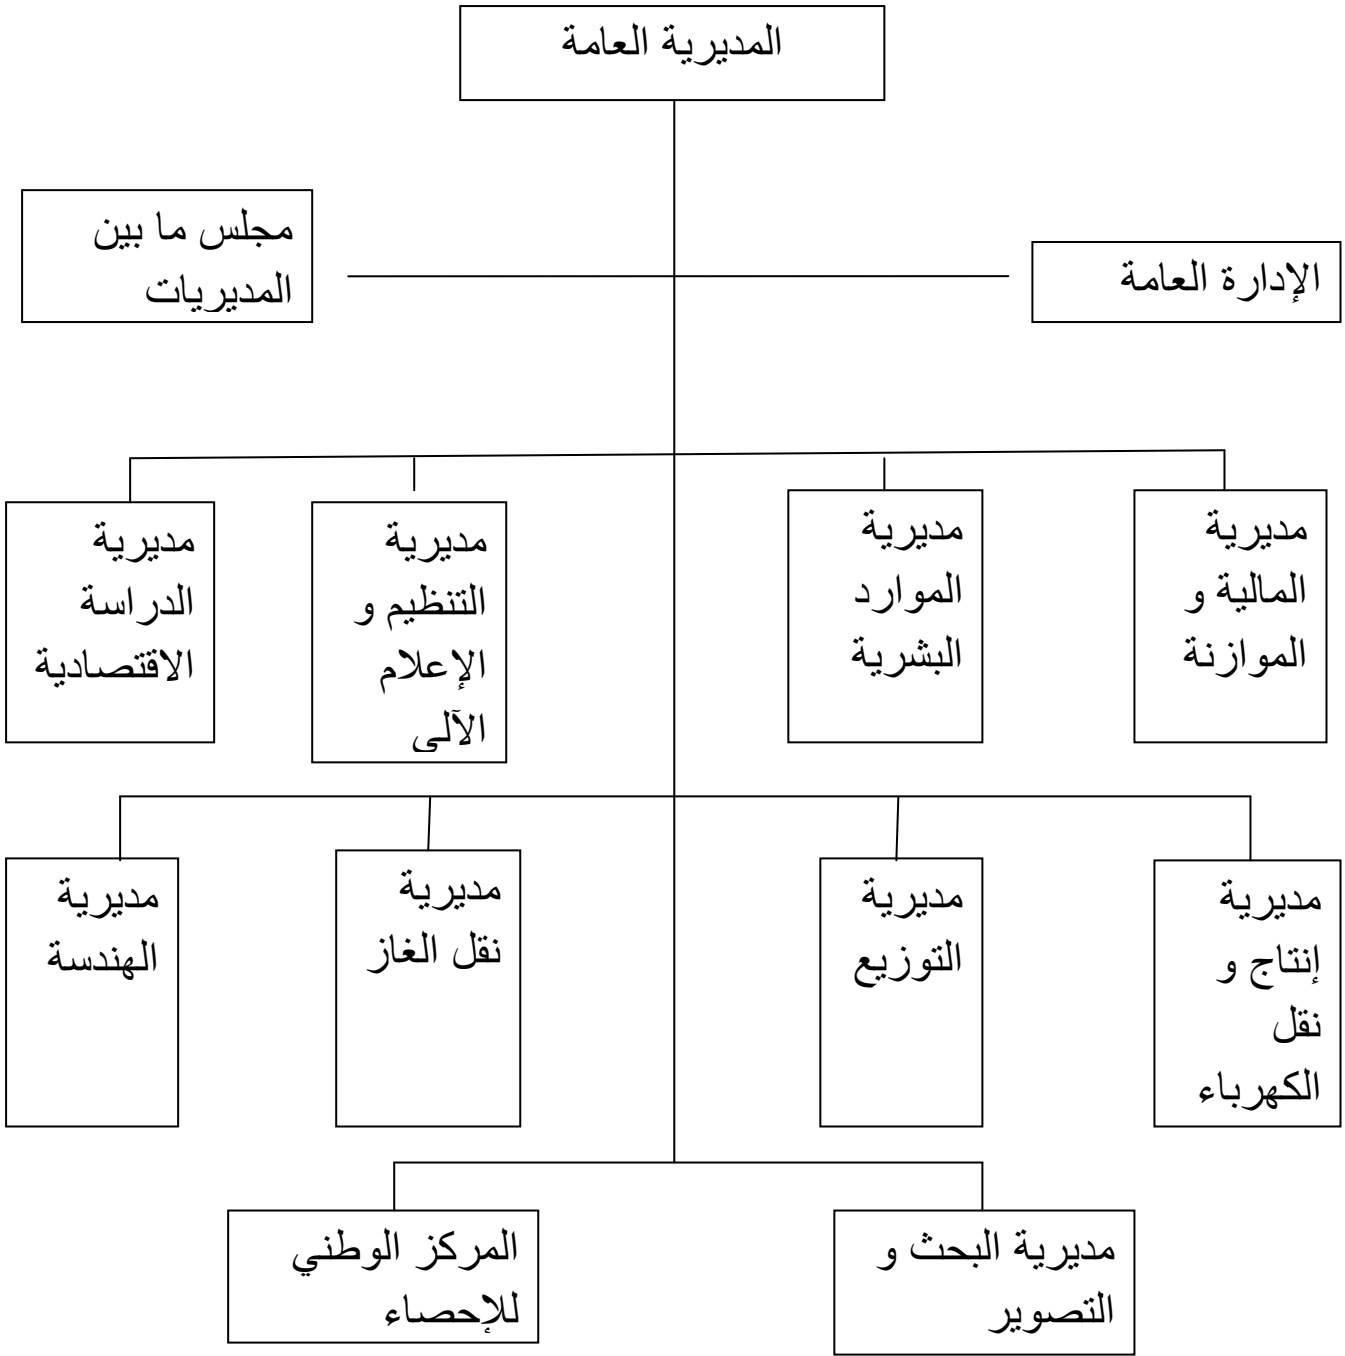 المديرية العامة
الإدارة العامة
مجلس ما بين
المديريات
مديرية
المالية و
الموازنة
مديرية
الموارد
البشرية
مديرية
التنظيم و
الإعلام
الآلي
مديرية
الدراسة
الاقتصادية
مديرية
إنتاج و
نقل
الكهرباء
مديرية
التوزيع
مديرية
نقل الغاز
مديرية
الهندسة
مديرية البحث و
التصوير
المركز الوطني
للإحصاء